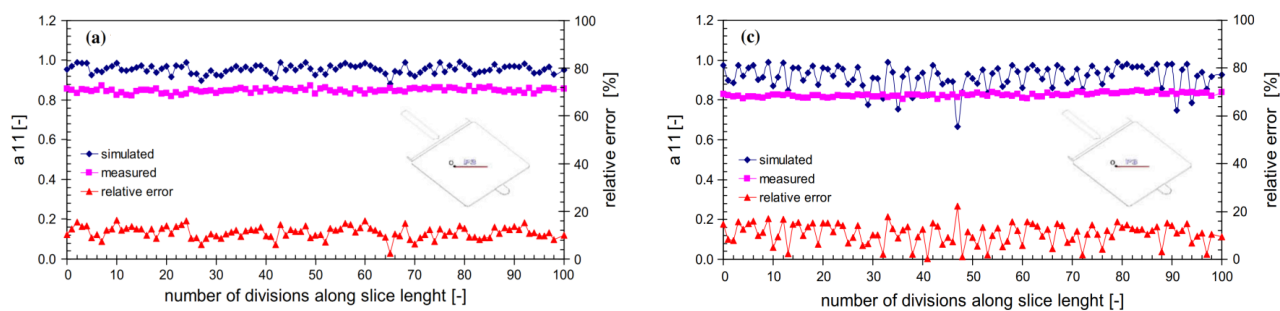 (a)
a11 [-]
1.2
1.0
0.8
0.6
0.4
0.2
0.0
simulated
measured
relative error
100
80
60
40
20
0
relative error [%]
0 10 20 30 40 50 60 70 80 90 100
number of divisions along slice lenght [-]
(c)
a11 [-]
1.2
1.0
0.8
0.6
0.4
0.2
0.0
simulated
measured
relative error
100
80
60
40
20
0
relative error [%]
0 10 20 30 40 50 60 70 80 90 100
number of divisions along slice lenght [-]